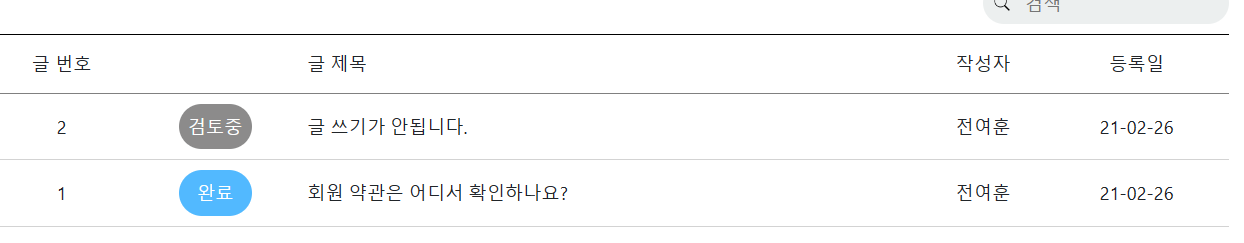 검색
글 번호 글 제목 작성자 등록일
2 검토중 글 쓰기가 안됩니다. 전여훈 21-02-26
1 완료 회원 약관은 어디서 확인하나요? 전여훈 21-02-26